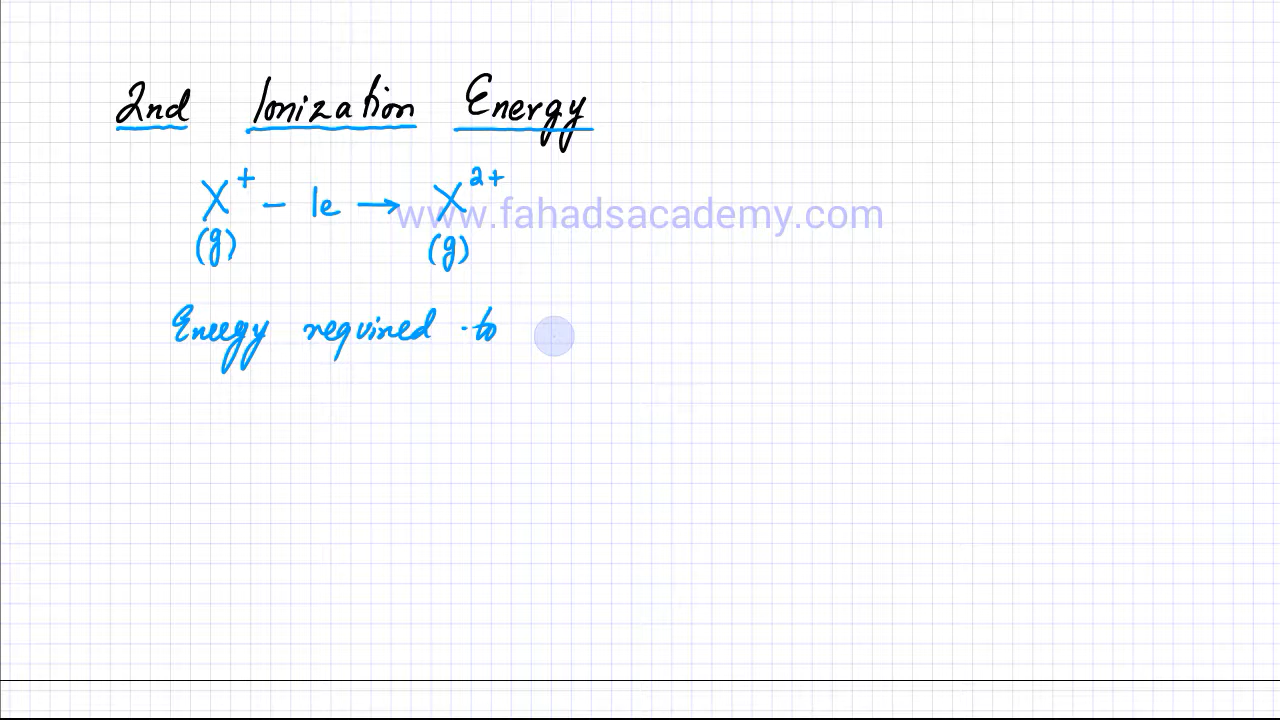 2nd Ionization Energy
X⁺ - 1e → X²⁺
www.fahadsacademy.com
(g) (g)
Energy required to